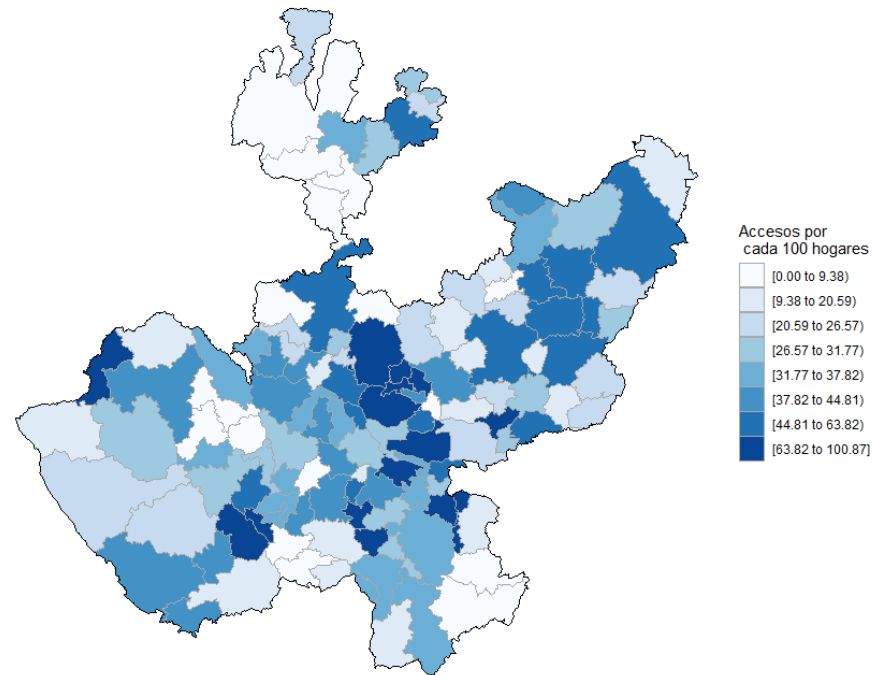 Accesos por
cada 100 hogares
[0.00 to 9.38)
[9.38 to 20.59)
[20.59 to 26.57)
[26.57 to 31.77)
[31.77 to 37.82)
[37.82 to 44.81)
[44.81 to 63.82)
[63.82 to 100.87]